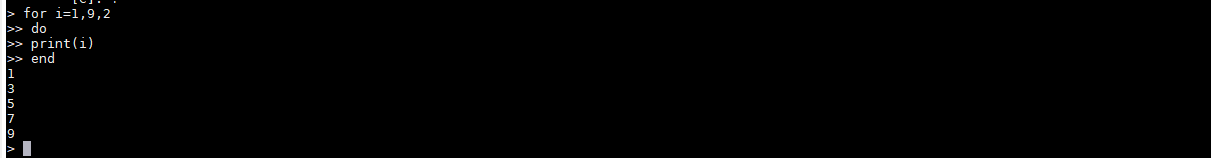 > for i=1,9,2
>> do
>> print(i)
>> end
1
3
5
7
9
>